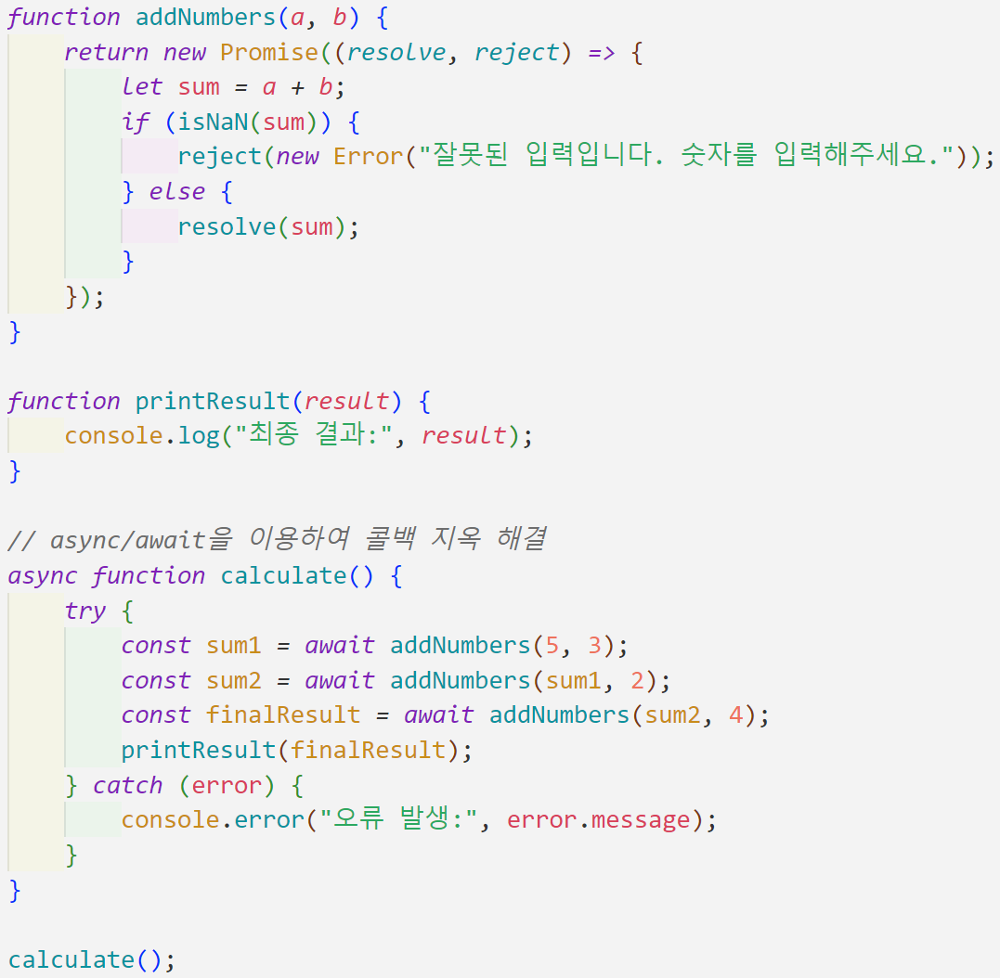 function addNumbers(a, b) {
    return new Promise((resolve, reject) => {
        let sum = a + b;
        if (isNaN(sum)) {
            reject(new Error("잘못된 입력입니다. 숫자를 입력해주세요."));
        } else {
            resolve(sum);
        }
    });
}

function printResult(result) {
    console.log("최종 결과:", result);
}

// async/await을 이용하여 콜백 지옥 해결
async function calculate() {
    try {
        const sum1 = await addNumbers(5, 3);
        const sum2 = await addNumbers(sum1, 2);
        const finalResult = await addNumbers(sum2, 4);
        printResult(finalResult);
    } catch (error) {
        console.error("오류 발생:", error.message);
    }
}

calculate();